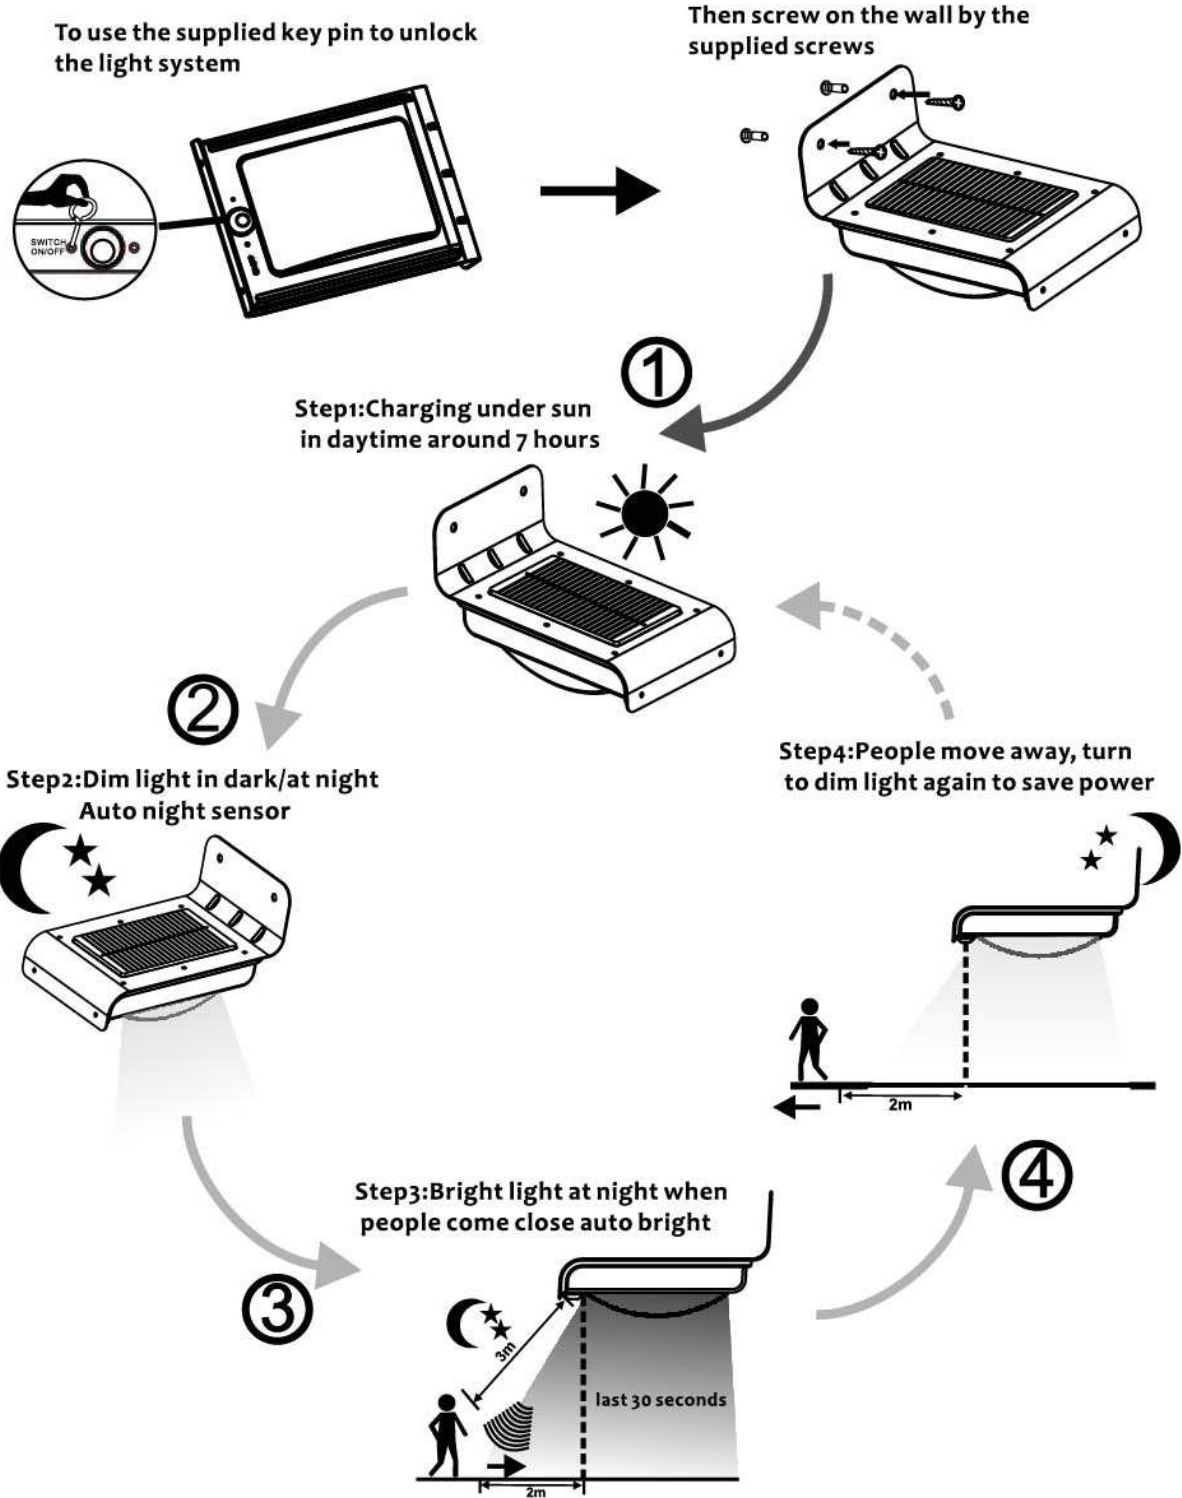 To use the supplied key pin to unlock
the light system
Then screw on the wall by the
supplied screws
SWITCH
ON/OFF
1
Step1:Charging under sun
in daytime around 7 hours
2
Step2:Dim light in dark/at night
Auto night sensor
Step4:People move away, turn
to dim light again to save power
2m
4
Step3:Bright light at night when
people come close auto bright
3
3m
last 30 seconds
2m